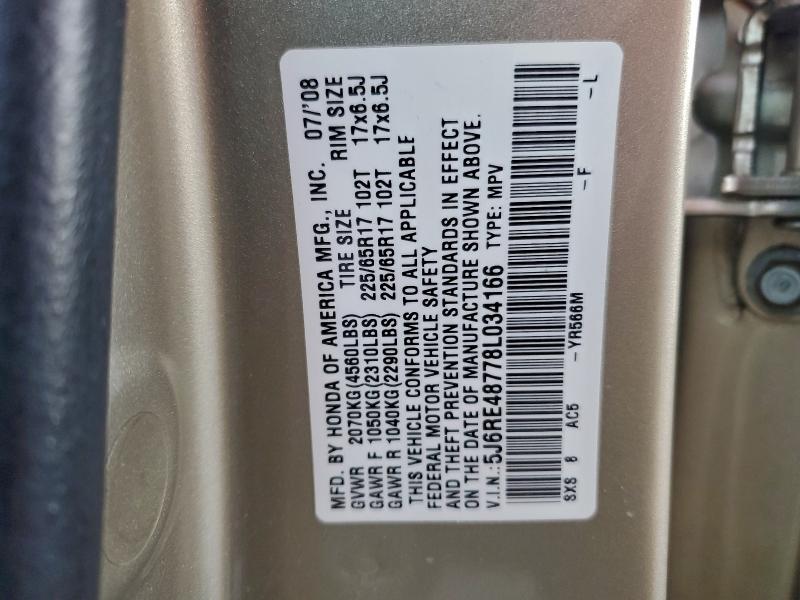 MFD. BY HONDA OF AMERICA MFG., INC. 07/'08
GVWR 2070KG(4560LBS) TIRE SIZE RIM SIZE
GAWR F 1050KG(2310LBS) 225/65R17 102T 17x6.5J
GAWR R 1040KG(2290LBS) 225/65R17 102T 17x6.5J
THIS VEHICLE CONFORMS TO ALL APPLICABLE
FEDERAL MOTOR VEHICLE SAFETY
AND THEFT PREVENTION STANDARDS IN EFFECT
ON THE DATE OF MANUFACTURE SHOWN ABOVE.
V.I.N.:5J6RE48778L034166 TYPE: MPV
SX8 6 AC5 -YR586M -F -L